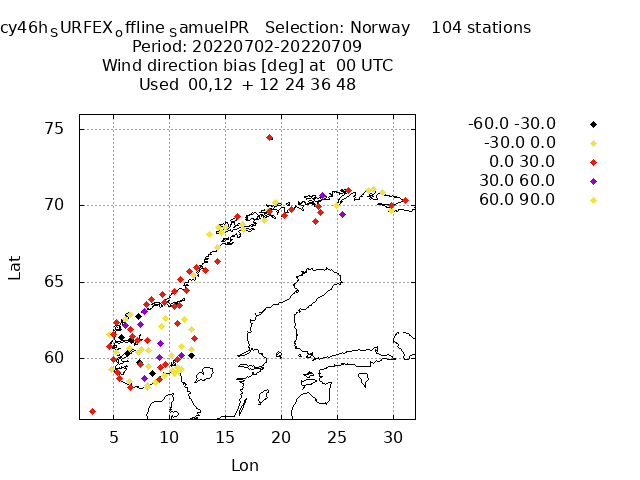 cy46h_SURFEX_offline_SamuelPR Selection: Norway 104 stations
Period: 20220702-20220709
Wind direction bias [deg] at 00 UTC
Used 00,12 + 12 24 36 48
-60.0 -30.0
-30.0 0.0
0.0 30.0
30.0 60.0
60.0 90.0
75
70
65
60
Lat
5 10 15 20 25 30
Lon